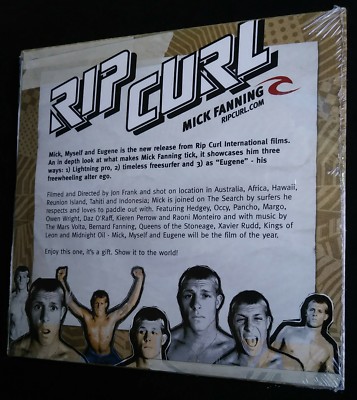 RIP CURL
MICK FANNING
RIPCURL.COM
Mick, Myself and Eugene is the new release from Rip Curl International films.
An in depth look at what makes Mick Fanning tick, it showcases him three
ways: 1) Lightning pro, 2) timeless freesurfer and 3) as "Eugene" - his
freewheeling alter ego.
Filmed and Directed by Jon Frank and shot on location in Australia, Africa, Hawaii,
Reunion Island, Tahiti and Indonesia; Mick is joined on The Search by surfers he
respects and loves to paddle out with. Featuring Hedgey, Occy, Pancho, Margo,
Owen Wright, Daz O'Raff, Kieren Perrow and Raoni Monteiro and with music by
The Mars Volta, Bernard Fanning, Queens of the Stoneage, Xavier Rudd, Kings of
Leon and Midnight Oil - Mick, Myself and Eugene will be the film of the year.
Enjoy this one, it's a gift. Show it to the world!